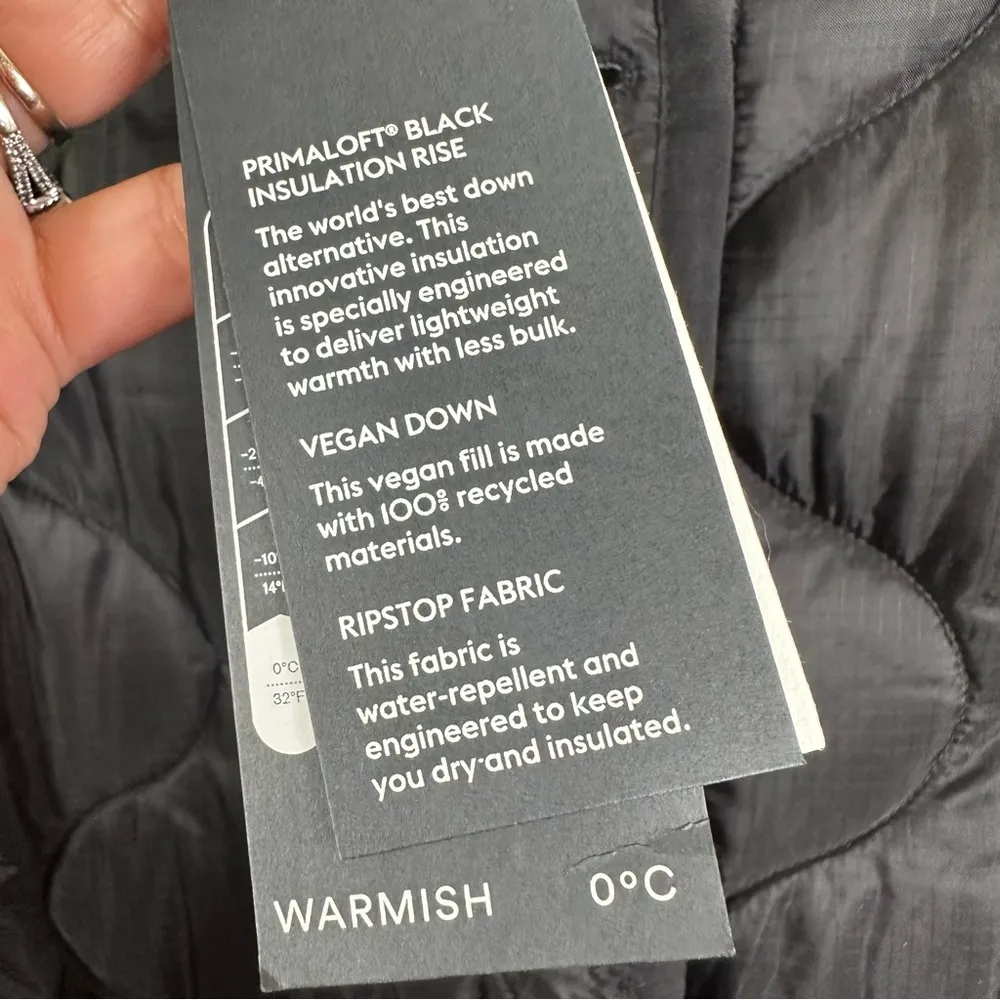 PRIMALOFT® BLACK
INSULATION RISE
The world's best down
alternative. This
innovative insulation
is specially engineered
to deliver lightweight
warmth with less bulk.
VEGAN DOWN
This vegan fill is made
with 100% recycled
materials.
RIPSTOP FABRIC
This fabric is
water-repellent and
engineered to keep
you dry and insulated.
-10
14°
0°C
32°F
WARMISH 0°C